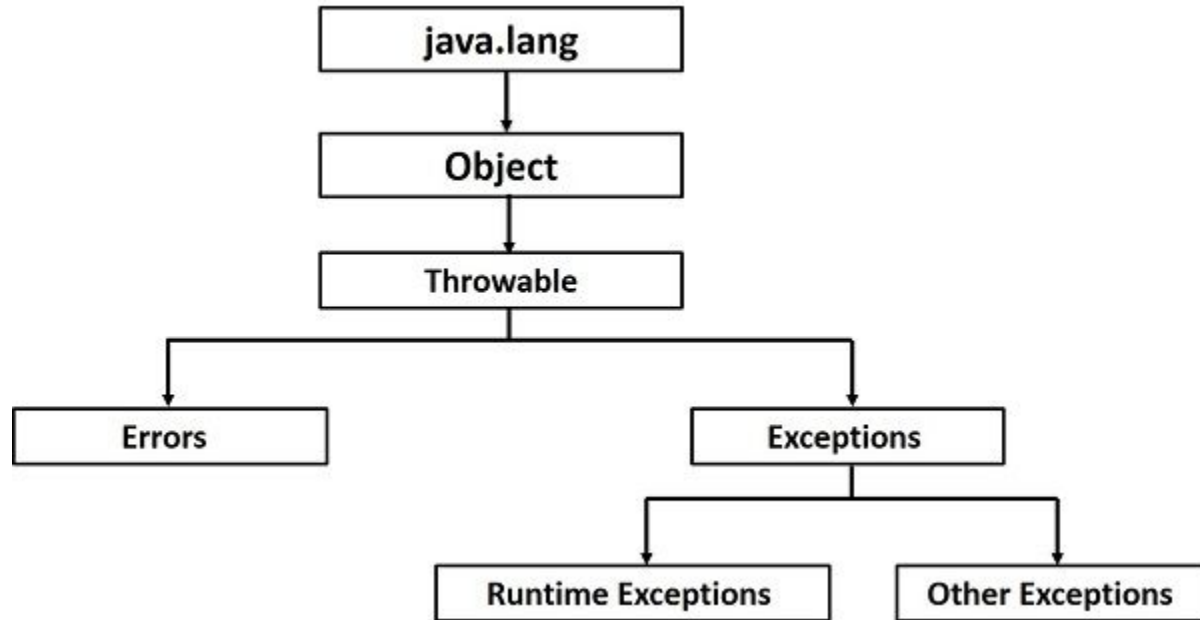 java.lang
Object
Throwable
Errors
Exceptions
Runtime Exceptions
Other Exceptions